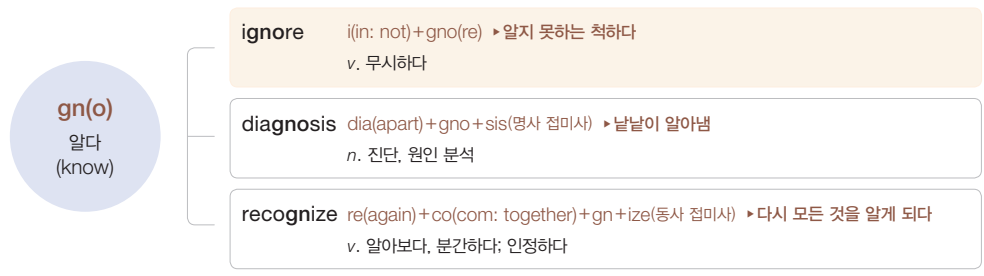 gn(o)
알다
(know)
ignore i(in: not)+gno(re) ▸알지 못하는 척하다
v. 무시하다
diagnosis dia(apart)+gno+sis(명사 접미사) ▸낱낱이 알아냄
n. 진단, 원인 분석
recognize re(again)+co(com: together)+gn+ize(동사 접미사) ▸다시 모든 것을 알게 되다
v. 알아보다, 분간하다; 인정하다